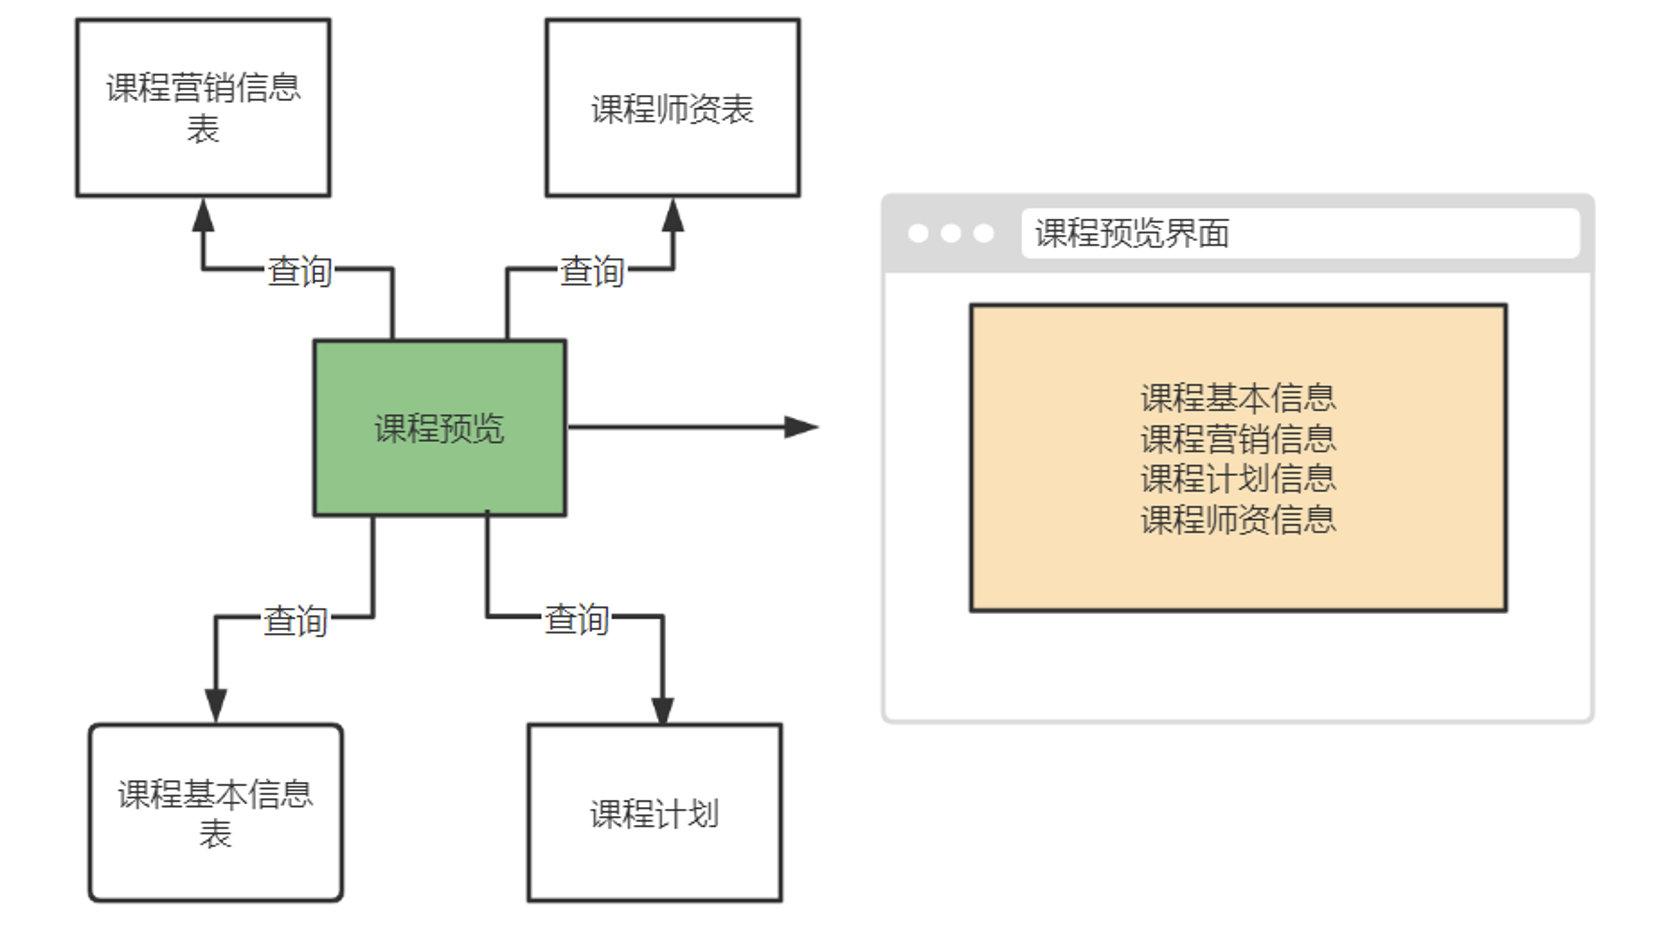 课程营销信息
表
课程师资表
查询
查询
课程预览
课程基本信息
表
查询
查询
课程计划
课程预览界面
课程基本信息
课程营销信息
课程计划信息
课程师资信息